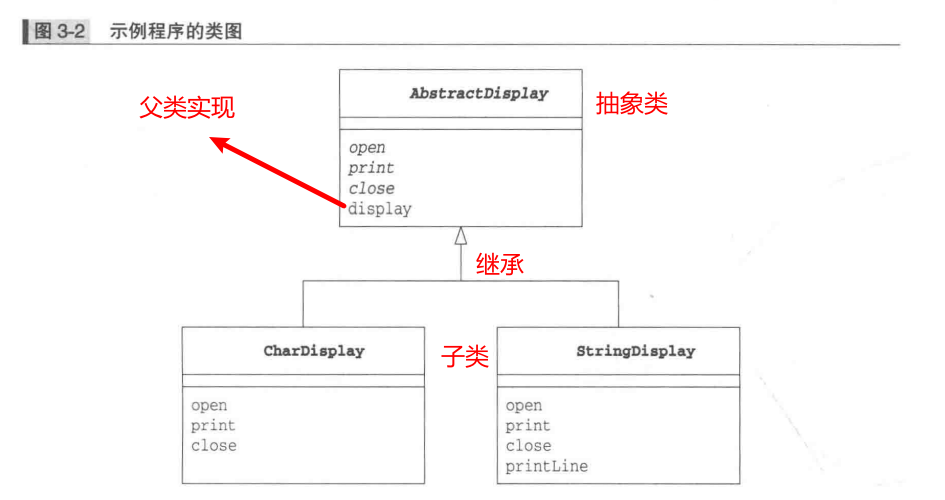 图 3-2 示例程序的类图
父类实现
AbstractDisplay
抽象类
open
print
close
display
继承
CharDisplay
子类
StringDisplay
open
print
close
open
print
close
printLine